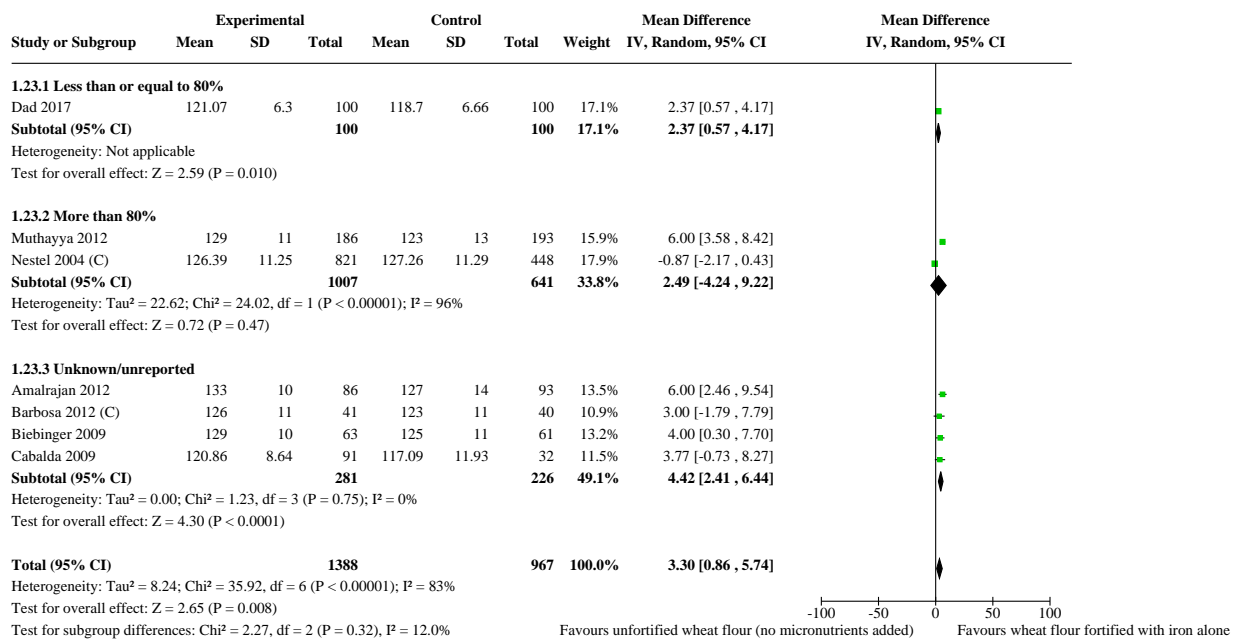 Experimental Control Mean Difference Mean Difference
Study or Subgroup Mean SD Total Mean SD Total Weight IV, Random, 95% CI IV, Random, 95% CI
1.23.1 Less than or equal to 80%
Dad 2017 121.07 6.3 100 118.7 6.66 100 17.1% 2.37 [0.57 , 4.17]
Subtotal (95% CI) 100 100 17.1% 2.37 [0.57 , 4.17]
Heterogeneity: Not applicable
Test for overall effect: Z = 2.59 (P = 0.010)
1.23.2 More than 80%
Muthayya 2012 129 11 186 123 13 193 15.9% 6.00 [3.58 , 8.42]
Nestel 2004 (C) 126.39 11.25 821 127.26 11.29 448 17.9% -0.87 [-2.17 , 0.43]
Subtotal (95% CI) 1007 641 33.8% 2.49 [-4.24 , 9.22]
Heterogeneity: Tau² = 22.62; Chi² = 24.02, df = 1 (P < 0.00001); I² = 96%
Test for overall effect: Z = 0.72 (P = 0.47)
1.23.3 Unknown/unreported
Amalrajan 2012 133 10 86 127 14 93 13.5% 6.00 [2.46 , 9.54]
Barbosa 2012 (C) 126 11 41 123 11 40 10.9% 3.00 [-1.79 , 7.79]
Biebinger 2009 129 10 63 125 11 61 13.2% 4.00 [0.30 , 7.70]
Cabalda 2009 120.86 8.64 91 117.09 11.93 32 11.5% 3.77 [-0.73 , 8.27]
Subtotal (95% CI) 281 226 49.1% 4.42 [2.41 , 6.44]
Heterogeneity: Tau² = 0.00; Chi² = 1.23, df = 3 (P = 0.75); I² = 0%
Test for overall effect: Z = 4.30 (P < 0.0001)
Total (95% CI) 1388 967 100.0% 3.30 [0.86 , 5.74]
Heterogeneity: Tau² = 8.24; Chi² = 35.92, df = 6 (P < 0.00001); I² = 83%
Test for overall effect: Z = 2.65 (P = 0.008) -100 -50 0 50 100
Test for subgroup differences: Chi² = 2.27, df = 2 (P = 0.32), I² = 12.0% Favours unfortified wheat flour (no micronutrients added) Favours wheat flour fortified with iron alone